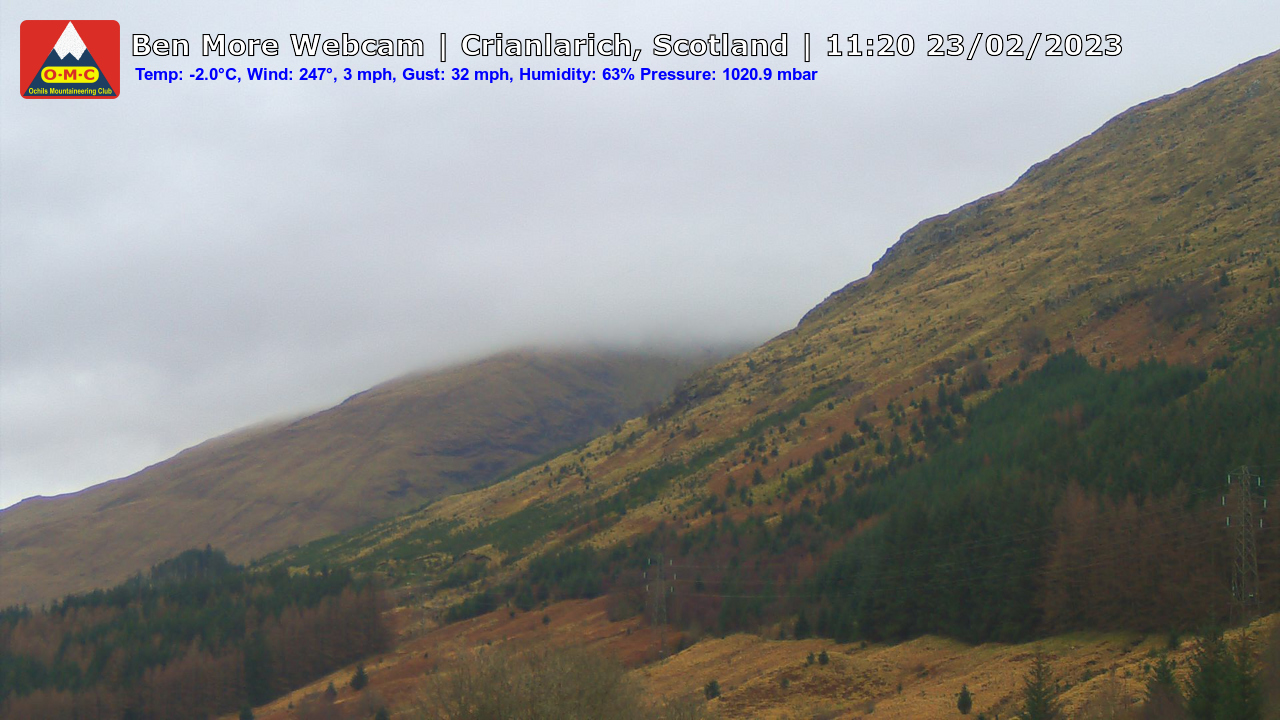 Ben More Webcam | Crianlarich, Scotland | 11:20 23/02/2023
Temp: -2.0°C, Wind: 247°, 3 mph, Gust: 32 mph, Humidity: 63% Pressure: 1020.9 mbar
O·M·C
Ochils Mountaineering Club